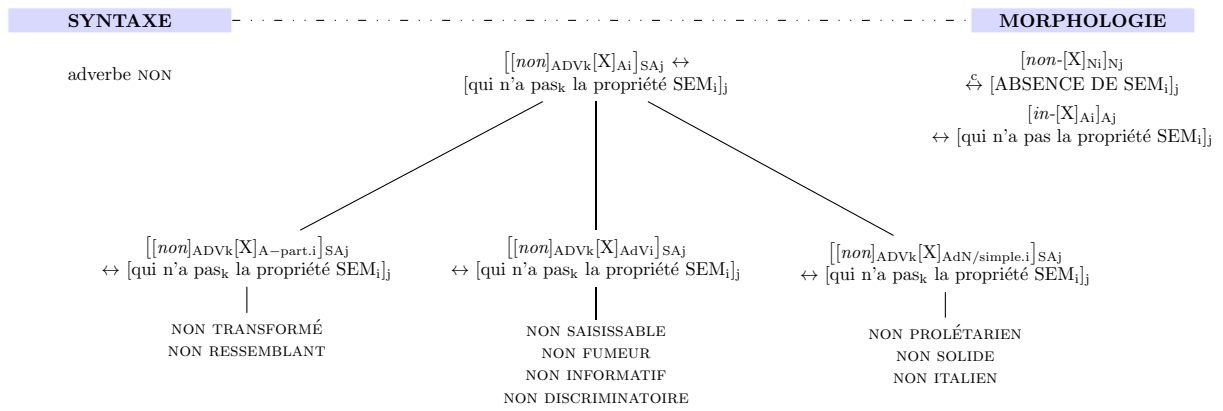 SYNTAXE
MORPHOLOGIE
adverbe NON
[[non]ADVk[X]Ai]SAj ↔
[qui n'a pask la propriété SEMi]j
[non-[X]Ni]Nj
↔c [ABSENCE DE SEMi]j
[in-[X]Ai]Aj
↔ [qui n'a pas la propriété SEMi]j
[[non]ADVk[X]A−part.i]SAj
↔ [qui n'a pask la propriété SEMi]j
NON TRANSFORMÉ
NON RESSEMBLANT
[[non]ADVk[X]AdVi]SAj
↔ [qui n'a pask la propriété SEMi]j
NON SAISISSABLE
NON FUMEUR
NON INFORMATIF
NON DISCRIMINATOIRE
[[non]ADVk[X]AdN/simple.i]SAj
↔ [qui n'a pask la propriété SEMi]j
NON PROLÉTARIEN
NON SOLIDE
NON ITALIEN